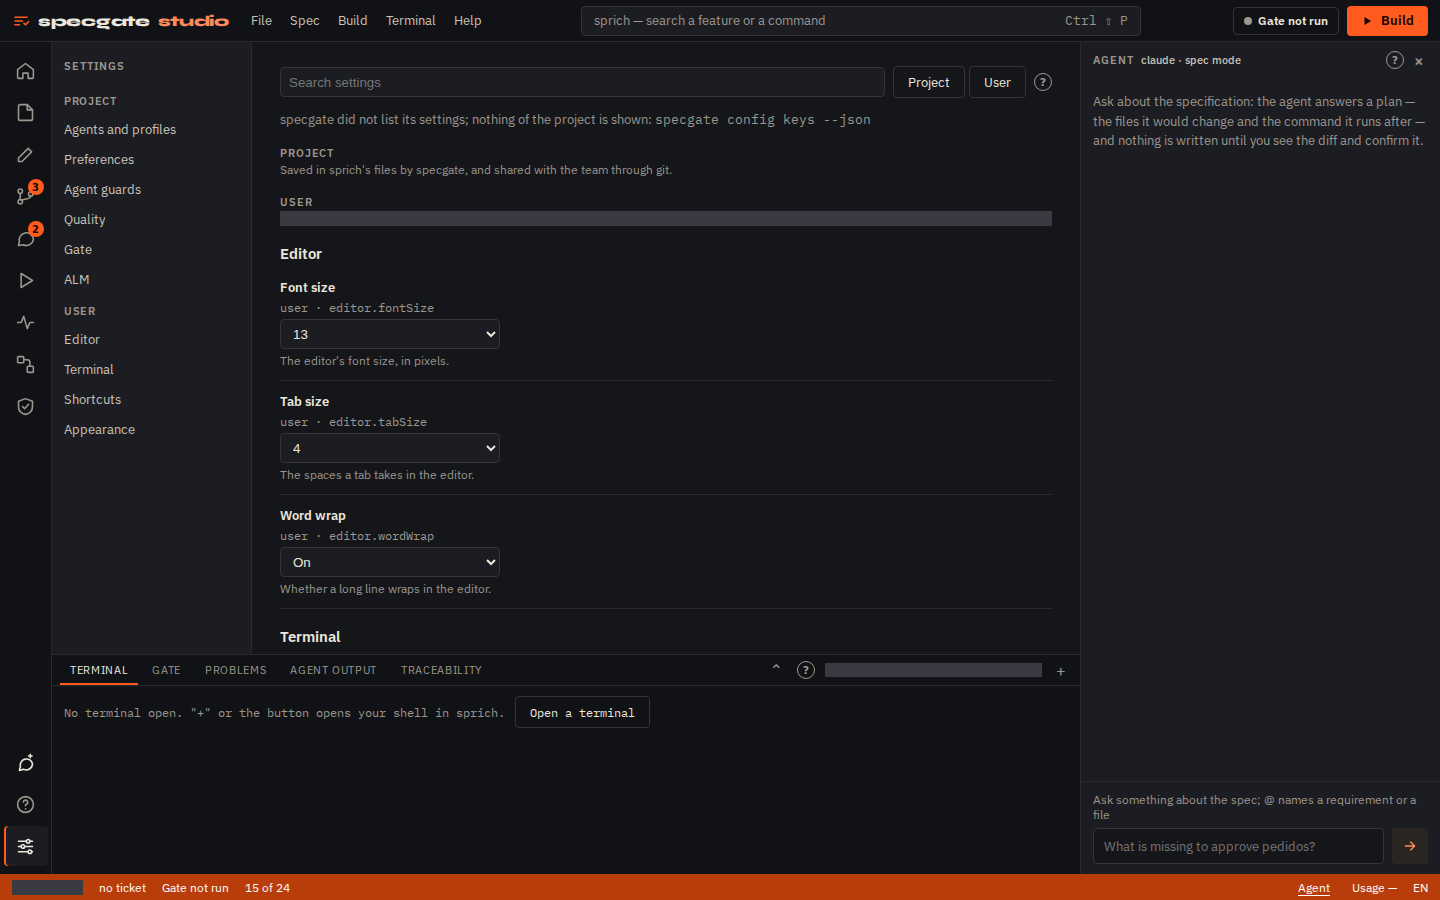 specgate studio File Spec Build Terminal Help
sprich — search a feature or a command Ctrl ⇧ P
Gate not run
Build
SETTINGS
PROJECT
Agents and profiles
Preferences
Agent guards
Quality
Gate
ALM
USER
Editor
Terminal
Shortcuts
Appearance
3
2
Search settings
Project
User
?
specgate did not list its settings; nothing of the project is shown: specgate config keys --json
PROJECT
Saved in sprich's files by specgate, and shared with the team through git.
USER
Editor
Font size
user · editor.fontSize
13
The editor's font size, in pixels.
Tab size
user · editor.tabSize
4
The spaces a tab takes in the editor.
Word wrap
user · editor.wordWrap
On
Whether a long line wraps in the editor.
Terminal
TERMINAL GATE PROBLEMS AGENT OUTPUT TRACEABILITY
^ ? +
No terminal open. "+" or the button opens your shell in sprich.
Open a terminal
AGENT claude · spec mode
? ×
Ask about the specification: the agent answers a plan —
the files it would change and the command it runs after —
and nothing is written until you see the diff and confirm it.
Ask something about the spec; @ names a requirement or a
file
What is missing to approve pedidos?
→
no ticket Gate not run 15 of 24
Agent Usage — EN